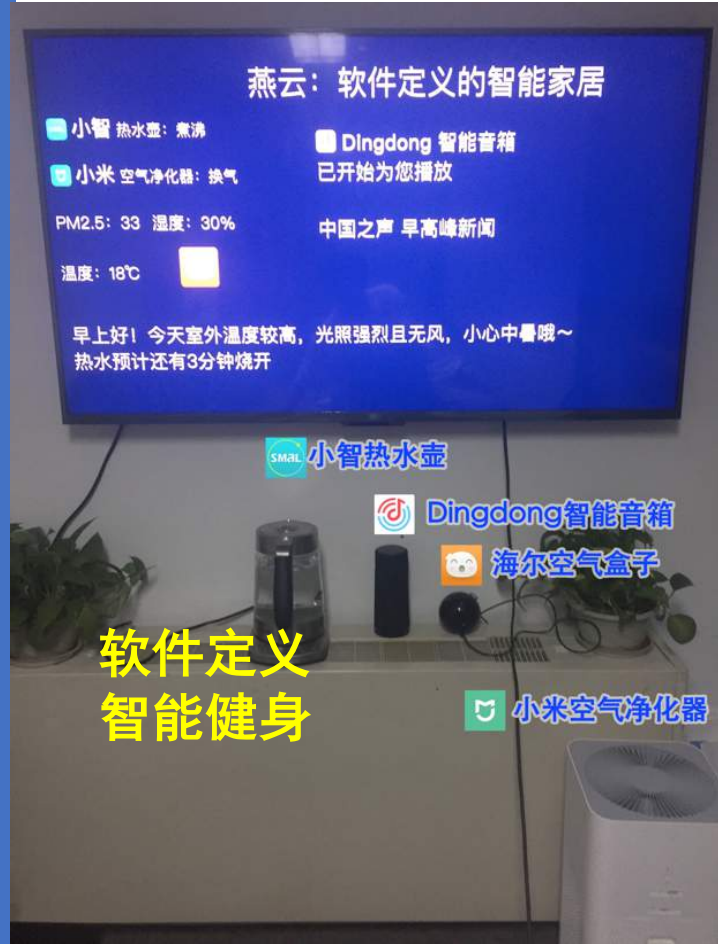 燕云：软件定义的智能家居
小智 热水壶：煮沸
小米 空气净化器：换气
PM2.5：33 湿度：30%
温度：18℃
Dingdong 智能音箱
已开始为您播放
中国之声 早高峰新闻
早上好！今天室外温度较高，光照强烈且无风，小心中暑哦～
热水预计还有3分钟烧开
SMAL 小智热水壶
Dingdong智能音箱
海尔空气盒子
软件定义
智能健身
小米空气净化器